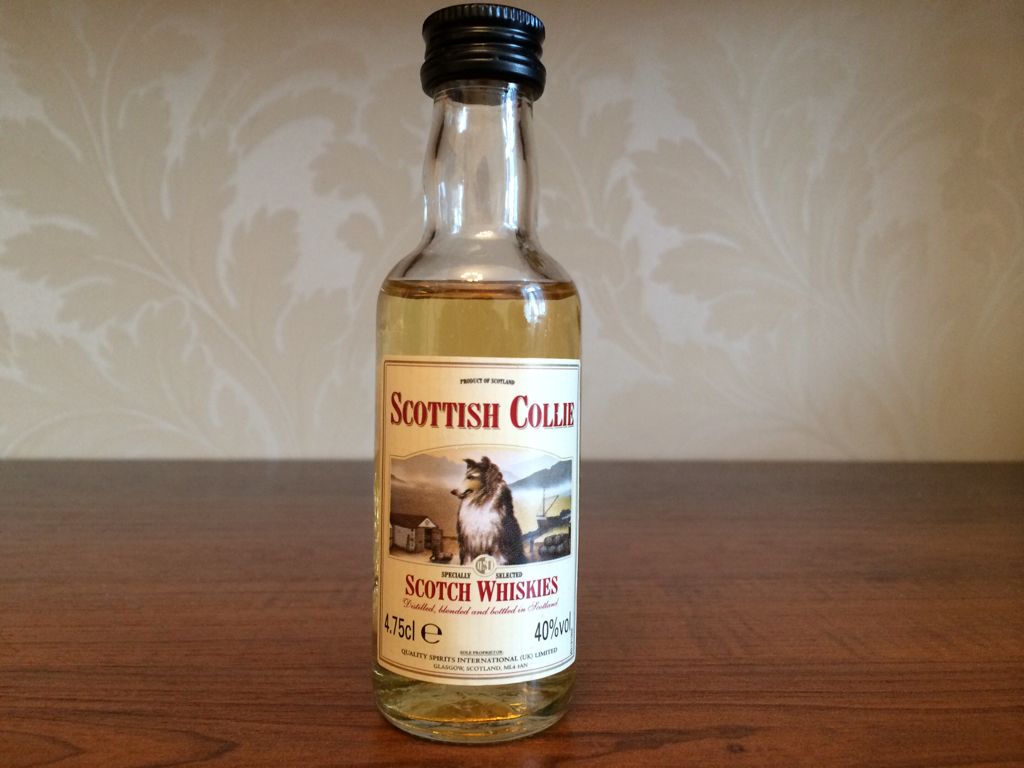 PRODUCT OF SCOTLAND
SCOTTISH COLLIE
SPECIALLY SELECTED
SCOTCH WHISKIES
Distilled, blended and bottled in Scotland
4.75cl e 40%vol
SOLE PROPRIETOR:
QUALITY SPIRITS INTERNATIONAL (UK) LIMITED
GLASGOW, SCOTLAND, ML4 4AN